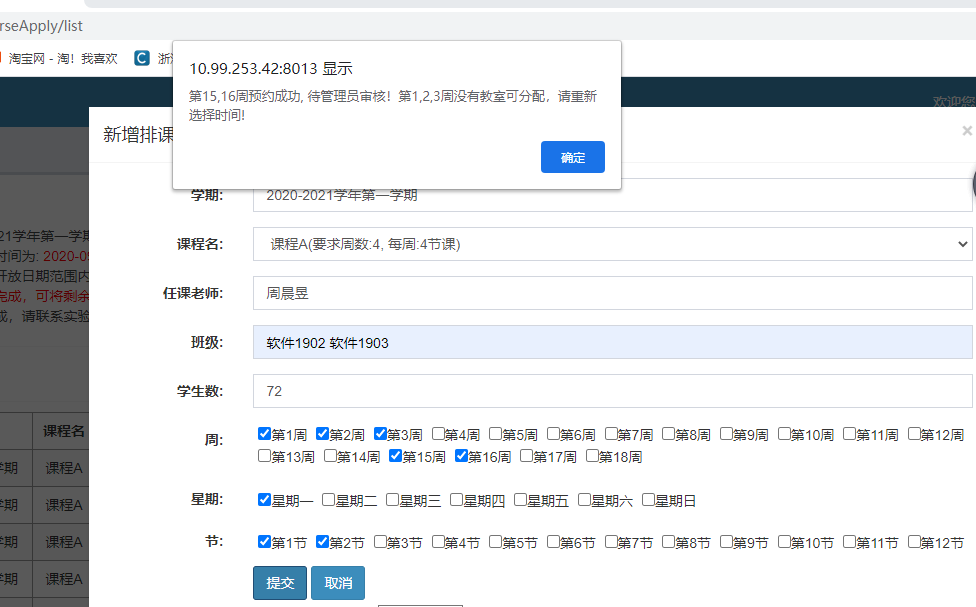 rseApply/list
淘宝网 - 淘！我喜欢
浙江
10.99.253.42:8013 显示
第15,16周预约成功, 待管理员审核！第1,2,3周没有教室可分配，请重新
选择时间!
确定
欢迎您
新增排课
×
学期: 2020-2021学年第一学期
课程名: 课程A(要求周数:4, 每周:4节课)
任课老师: 周晨昱
班级: 软件1902 软件1903
学生数: 72
周: 第1周 第2周 第3周 第4周 第5周 第6周 第7周 第8周 第9周 第10周 第11周 第12周
第13周 第14周 第15周 第16周 第17周 第18周
星期: 星期一 星期二 星期三 星期四 星期五 星期六 星期日
节: 第1节 第2节 第3节 第4节 第5节 第6节 第7节 第8节 第9节 第10节 第11节 第12节
提交 取消
21学年第一学期
时间为: 2020-09
开放日期范围内
完成，可将剩余
成，请联系实验
课程名
学期 课程A
学期 课程A
学期 课程A
学期 课程A